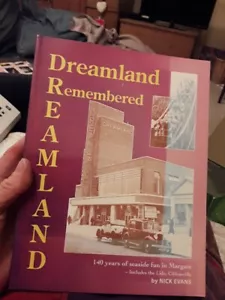 Dreamland
Remembered
DREAMLAND
140 years of seaside fun in Margate
– Includes the Lido, Cliftonville
by NICK EVANS